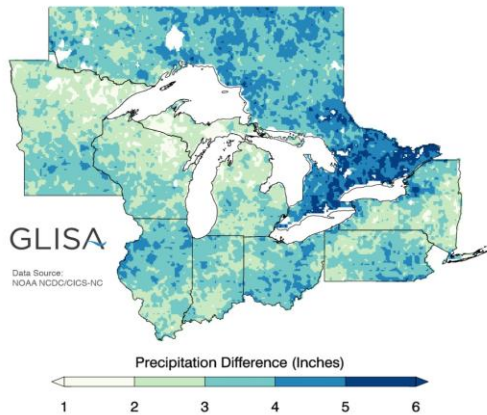 GLISA
Data Source:
NOAA NCDC/CICS-NC
Precipitation Difference (Inches)
1 2 3 4 5 6